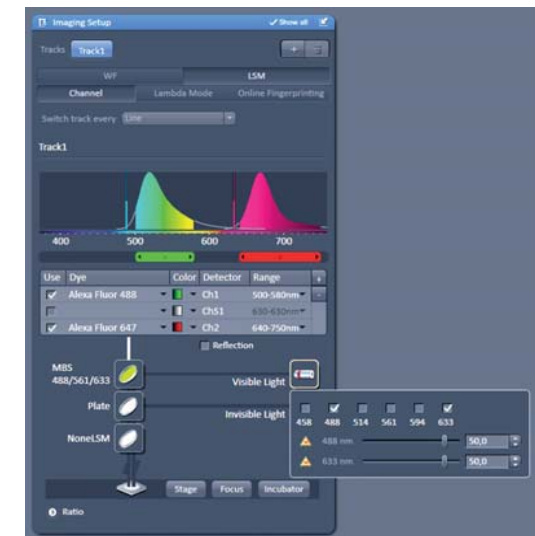 Imaging Setup Show all
Tracks Track1 +
WF LSM
Channel Lambda Mode Online Fingerprinting
Switch track every Line
Track1
400 500 600 700
Use Dye Color Detector Range +
Alexa Fluor 488 Ch1 500-580nm -
ChS1 630-630nm
Alexa Fluor 647 Ch2 640-750nm
Reflection
MBS
488/561/633 Visible Light
Plate Invisible Light
458 488 514 561 594 633
488 nm 50,0
NoneLSM
633 nm 50,0
Stage Focus Incubator
Ratio